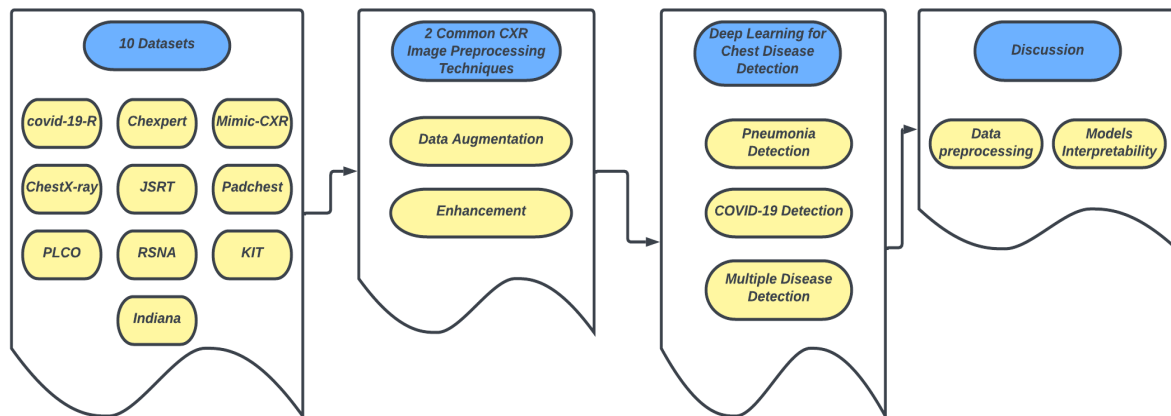 10 Datasets
covid-19-R
Chexpert
Mimic-CXR
ChestX-ray
JSRT
Padchest
PLCO
RSNA
KIT
Indiana
2 Common CXR
Image Preprocessing
Techniques
Data Augmentation
Enhancement
Deep Learning for
Chest Disease
Detection
Pneumonia
Detection
COVID-19 Detection
Multiple Disease
Detection
Discussion
Data
preprocessing
Models
Interpretability